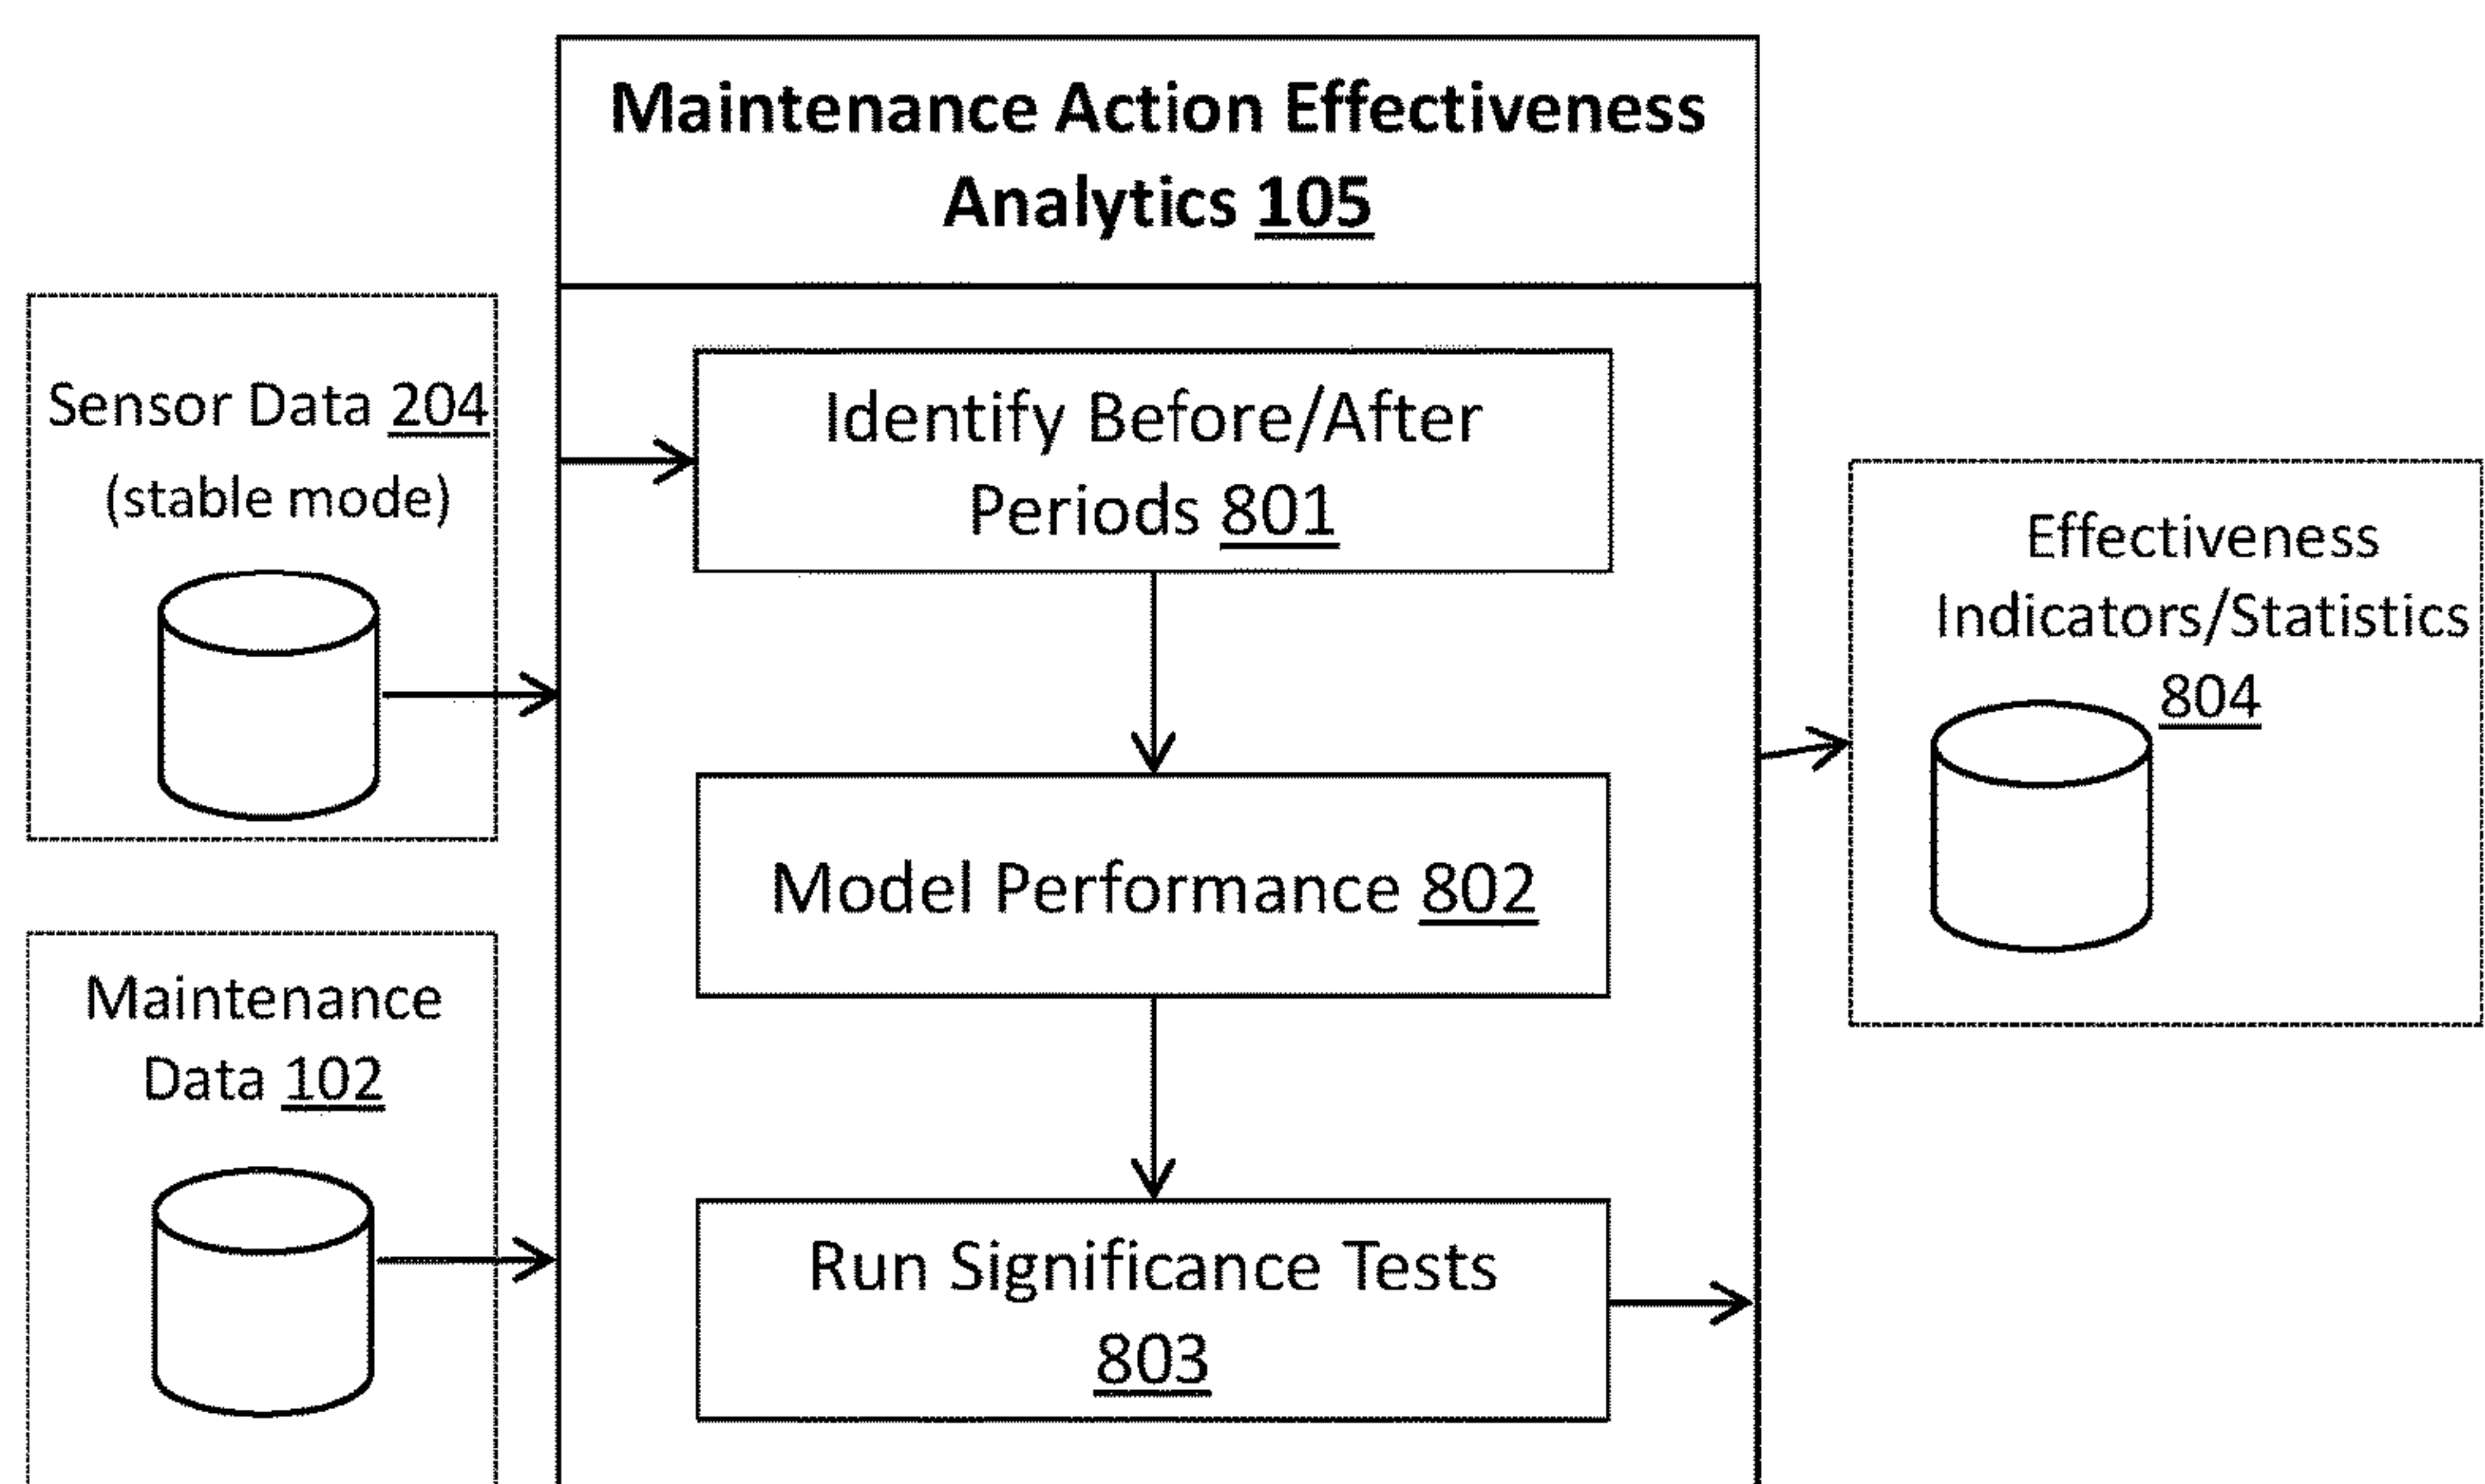 Maintenance Action Effectiveness
Analytics 105
Sensor Data 204
(stable mode)
Maintenance
Data 102
Identify Before/After
Periods 801
Model Performance 802
Run Significance Tests
803
Effectiveness
Indicators/Statistics
804